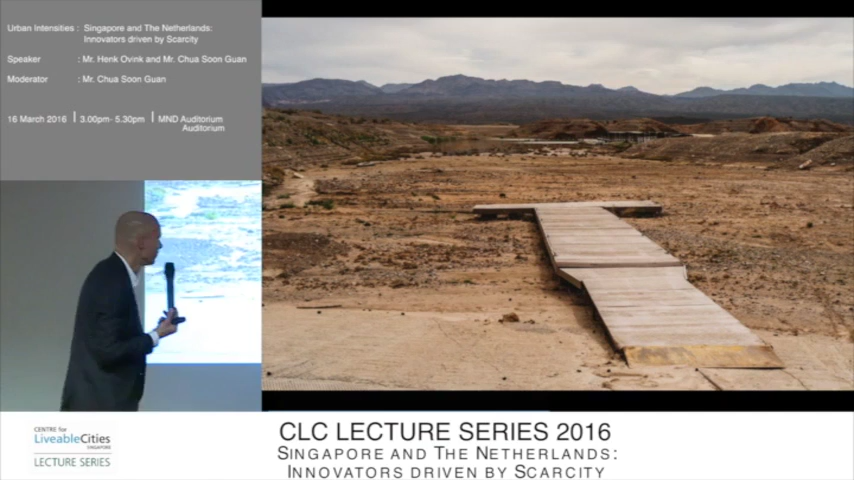 Urban Intensities : Singapore and The Netherlands:
Innovators driven by Scarcity
Speaker : Mr. Henk Ovink and Mr. Chua Soon Guan
Moderator : Mr. Chua Soon Guan
16 March 2016 | 3.00pm- 5.30pm | MND Auditorium
Auditorium
CENTRE for
LiveableCities
SINGAPORE
LECTURE SERIES
CLC LECTURE SERIES 2016
SINGAPORE AND THE NETHERLANDS:
INNOVATORS DRIVEN BY SCARCITY